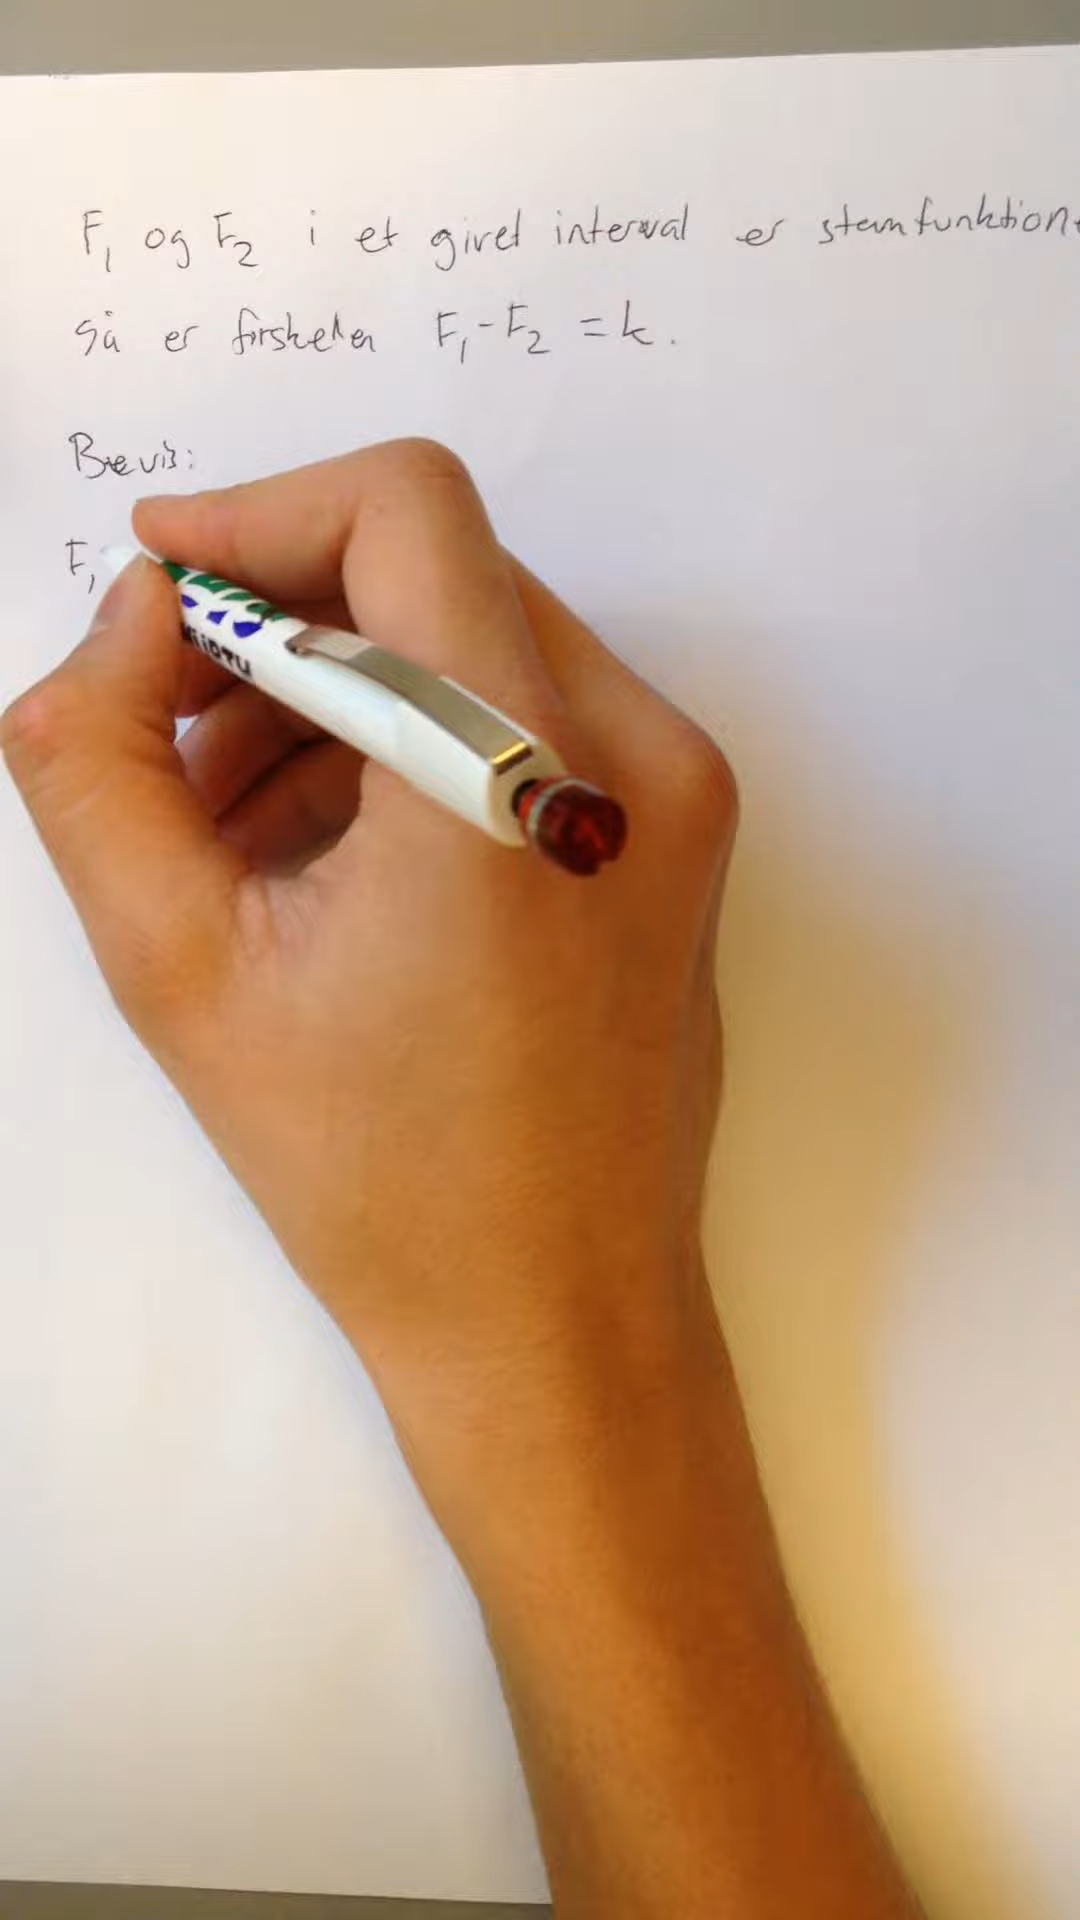 F₁ og F₂ i et givet interval er stamfunktion
så er forskellen F₁-F₂ = k.
Bevis:
F₁